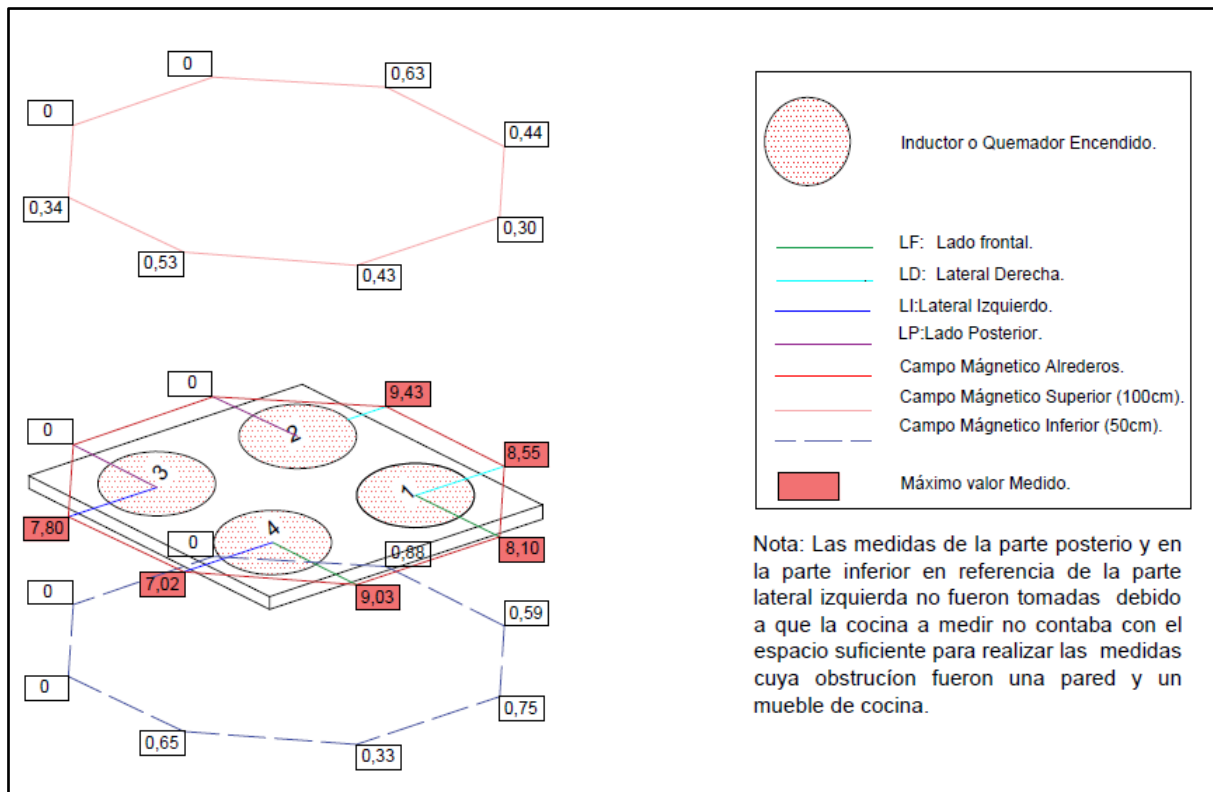 0
0,63
0
0,44
0,34
0,30
0,53
0,43
0
9,43
0
2
8,55
3
1
7,80
4
0
0,88
8,10
7,02
9,03
0
0,59
0
0,75
0,65
0,33
Inductor o Quemador Encendido.
LF: Lado frontal.
LD: Lateral Derecha.
LI:Lateral Izquierdo.
LP:Lado Posterior.
Campo Mágnetico Alrederos.
Campo Mágnetico Superior (100cm).
Campo Mágnetico Inferior (50cm).
Máximo valor Medido.
Nota: Las medidas de la parte posterio y en
la parte inferior en referencia de la parte
lateral izquierda no fueron tomadas debido
a que la cocina a medir no contaba con el
espacio suficiente para realizar las medidas
cuya obstrucíon fueron una pared y un
mueble de cocina.